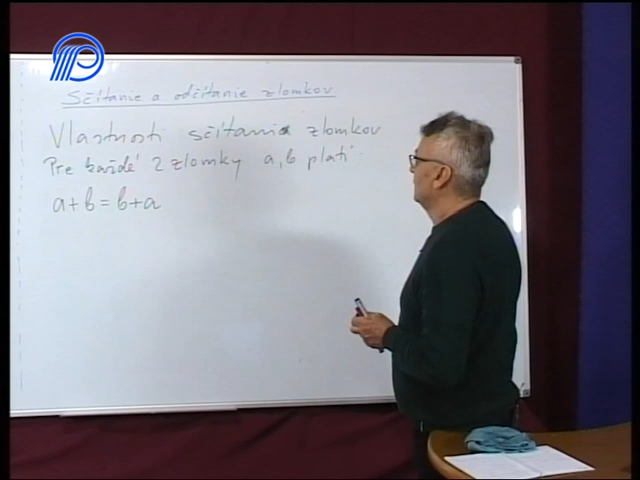 Sčítanie a odčítanie zlomkov
Vlastnosti sčítania zlomkov
Pre každé 2 zlomky a, b platí:
a+b = b+a